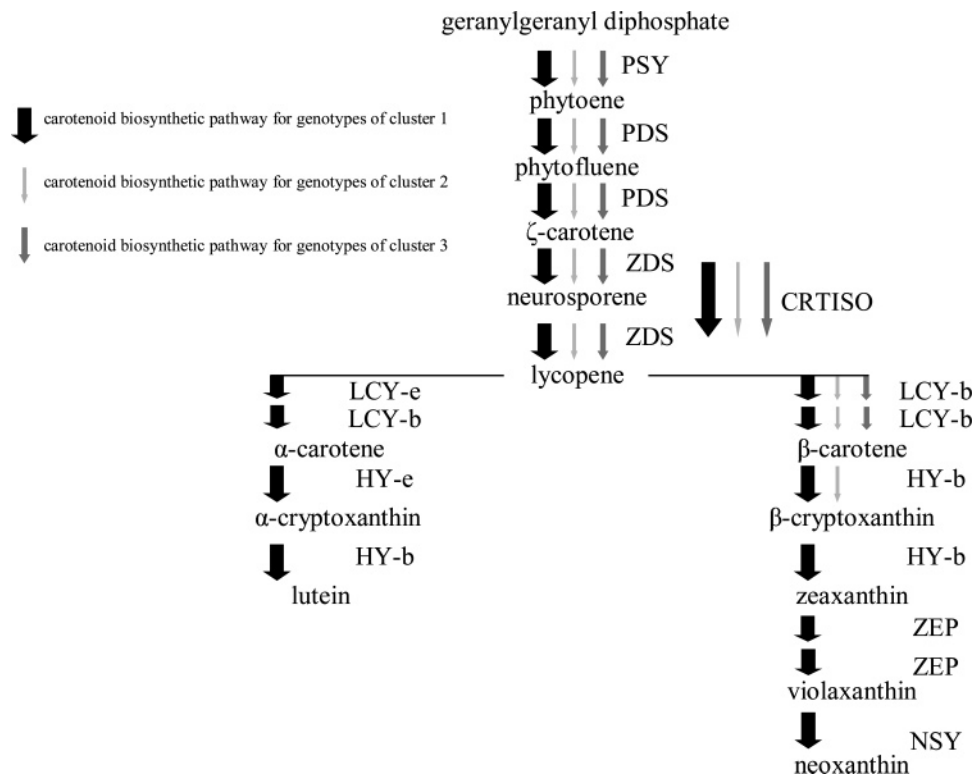 geranylgeranyl diphosphate
PSY
phytoene
carotenoid biosynthetic pathway for genotypes of cluster 1
PDS
phytofluene
carotenoid biosynthetic pathway for genotypes of cluster 2
PDS
ζ-carotene
carotenoid biosynthetic pathway for genotypes of cluster 3
ZDS
neurosporene
CRTISO
ZDS
lycopene
LCY-e
LCY-b
α-carotene
HY-e
α-cryptoxanthin
HY-b
lutein
LCY-b
LCY-b
β-carotene
HY-b
β-cryptoxanthin
HY-b
zeaxanthin
ZEP
ZEP
violaxanthin
NSY
neoxanthin